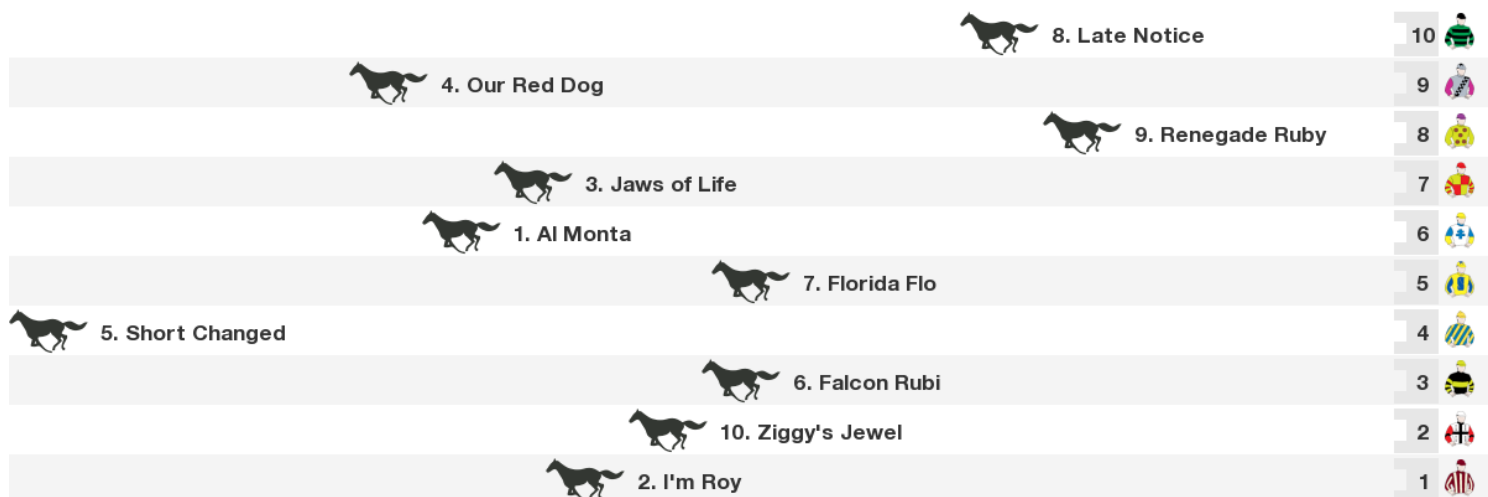 8. Late Notice 10
4. Our Red Dog 9
9. Renegade Ruby 8
3. Jaws of Life 7
1. Al Monta 6
7. Florida Flo 5
5. Short Changed 4
6. Falcon Rubi 3
10. Ziggy's Jewel 2
2. I'm Roy 1